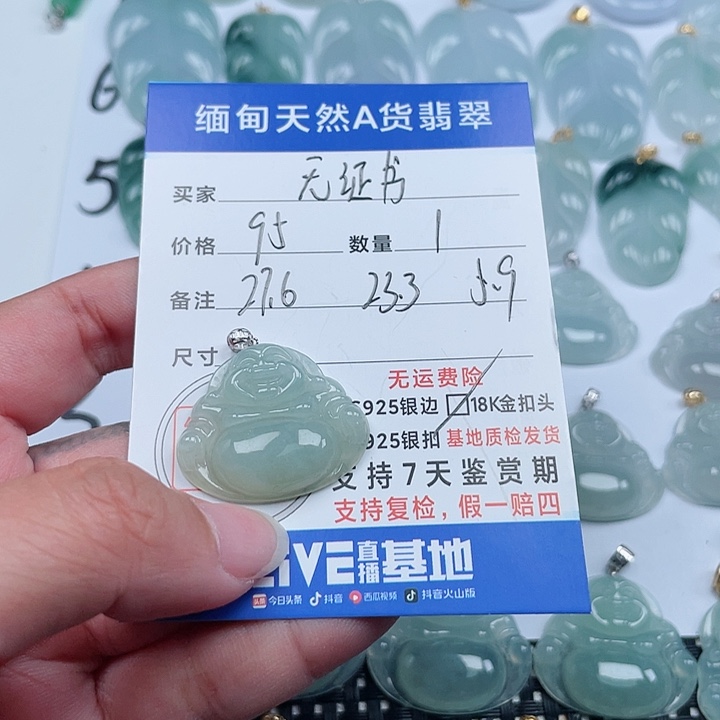 6
5
缅甸天然A货翡翠
买家 无证书
价格 95 数量 1
备注 27.6 23.3 5.9
尺寸
无运费险
925银边 18K金扣头
925银扣 基地质检发货
支持7天鉴赏期
支持复检，假一赔四
LIVE直播基地
头条 今日头条 抖音 西瓜视频 抖音火山版